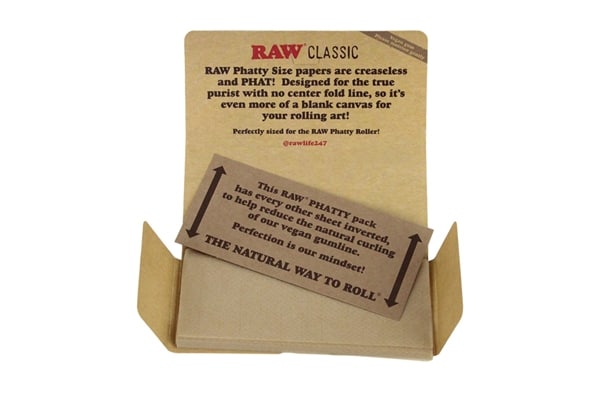 RAW® CLASSIC
RAW Phatty Size papers are creaseless
and PHAT! Designed for the true
purist with no center fold line, so it's
even more of a blank canvas for
your rolling art!
Perfectly sized for the RAW Phatty Roller!
@rawlife247
This RAW® PHATTY pack
has every other sheet inverted,
to help reduce the natural curling
of our vegan gumline.
Perfection is our mindset!
THE NATURAL WAY TO ROLL®